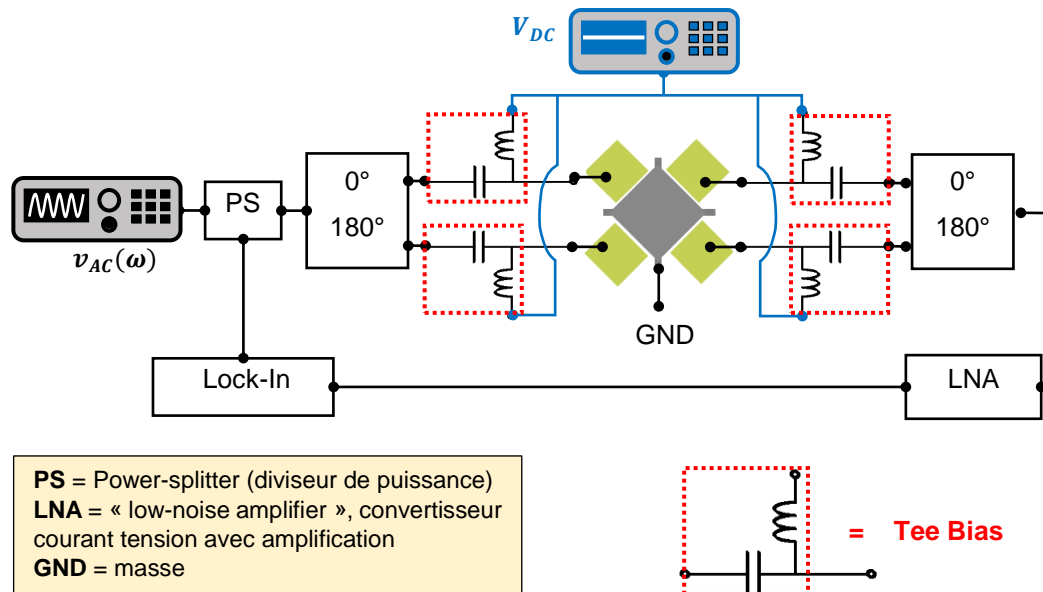 V_DC
0°
180°
PS
0°
180°
v_AC(ω)
GND
Lock-In
LNA
PS = Power-splitter (diviseur de puissance)
LNA = « low-noise amplifier », convertisseur
courant tension avec amplification
GND = masse
= Tee Bias